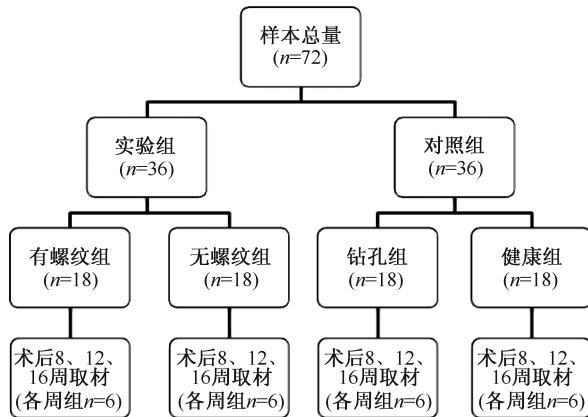 样本总量
(n=72)
实验组
(n=36)
对照组
(n=36)
有螺纹组
(n=18)
无螺纹组
(n=18)
钻孔组
(n=18)
健康组
(n=18)
术后8、12、
16周取材
(各周组n=6)
术后8、12、
16周取材
(各周组n=6)
术后8、12、
16周取材
(各周组n=6)
术后8、12、
16周取材
(各周组n=6)